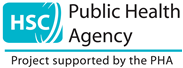 HSC Public Health
Agency
Project supported by the PHA